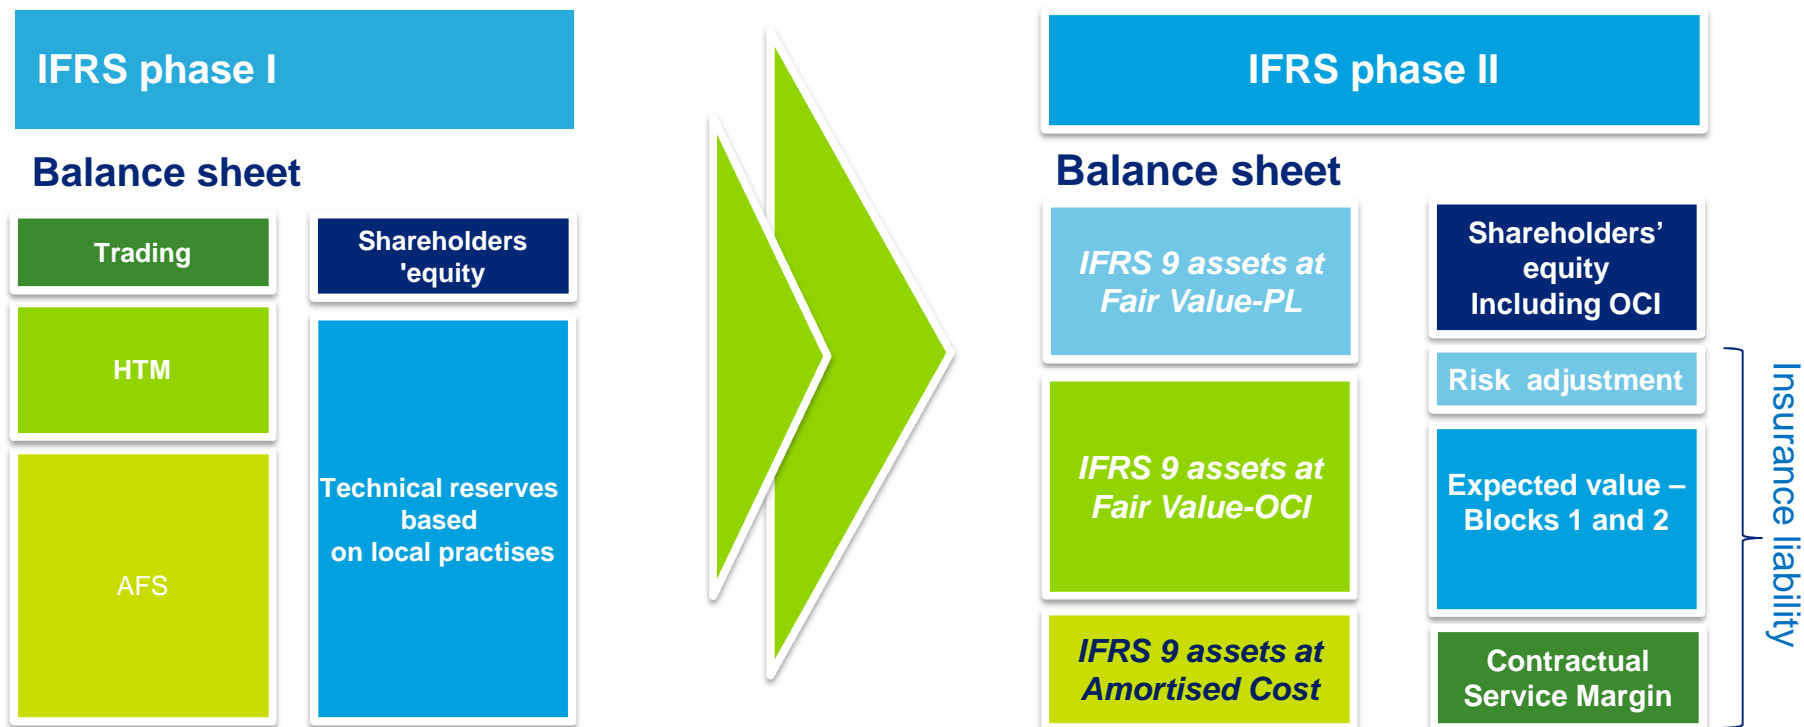 IFRS phase I
Balance sheet
Trading
HTM
AFS
Shareholders
'equity
Technical reserves
based
on local practises
IFRS phase II
Balance sheet
IFRS 9 assets at
Fair Value-PL
IFRS 9 assets at
Fair Value-OCI
IFRS 9 assets at
Amortised Cost
Shareholders’
equity
Including OCI
Risk adjustment
Expected value –
Blocks 1 and 2
Contractual
Service Margin
Insurance liability